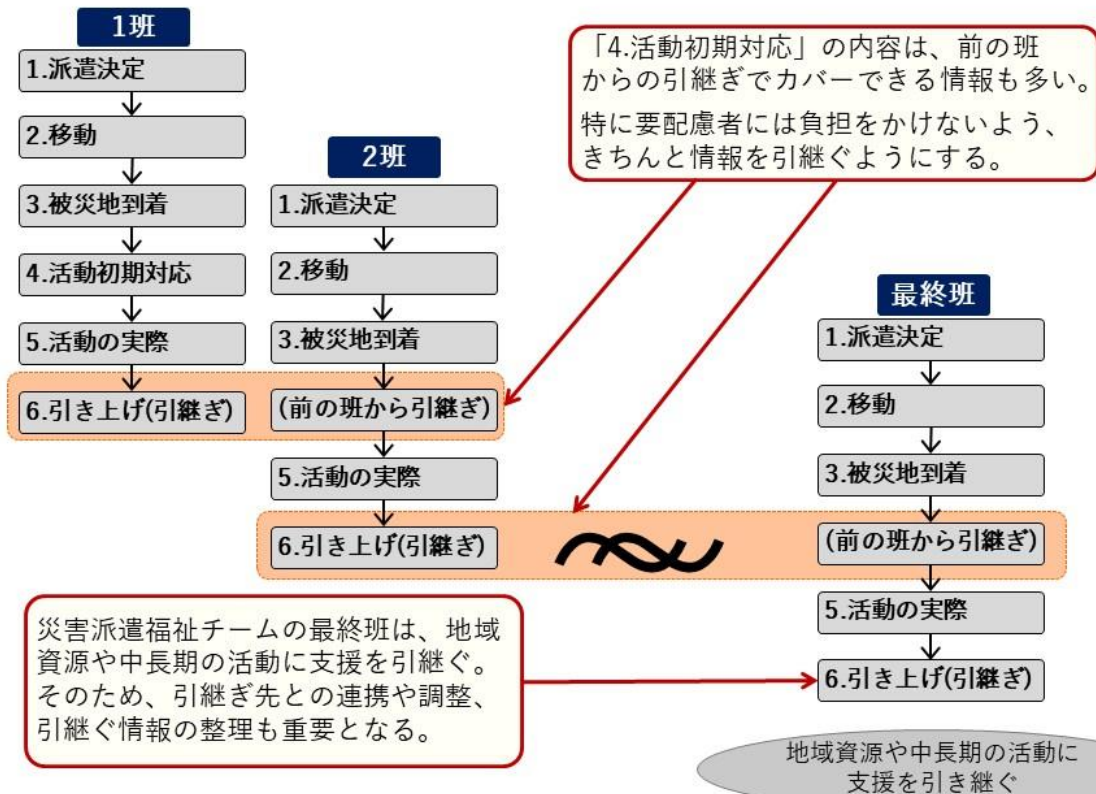 1班
1.派遣決定
2.移動
3.被災地到着
4.活動初期対応
5.活動の実際
6.引き上げ(引継ぎ)
2班
1.派遣決定
2.移動
3.被災地到着
(前の班から引継ぎ)
5.活動の実際
6.引き上げ(引継ぎ)
「4.活動初期対応」の内容は、前の班
からの引継ぎでカバーできる情報も多い。
特に要配慮者には負担をかけないよう、
きちんと情報を引継ぐようにする。
最終班
1.派遣決定
2.移動
3.被災地到着
(前の班から引継ぎ)
5.活動の実際
6.引き上げ(引継ぎ)
災害派遣福祉チームの最終班は、地域
資源や中長期の活動に支援を引継ぐ。
そのため、引継ぎ先との連携や調整、
引継ぐ情報の整理も重要となる。
地域資源や中長期の活動に
支援を引き継ぐ